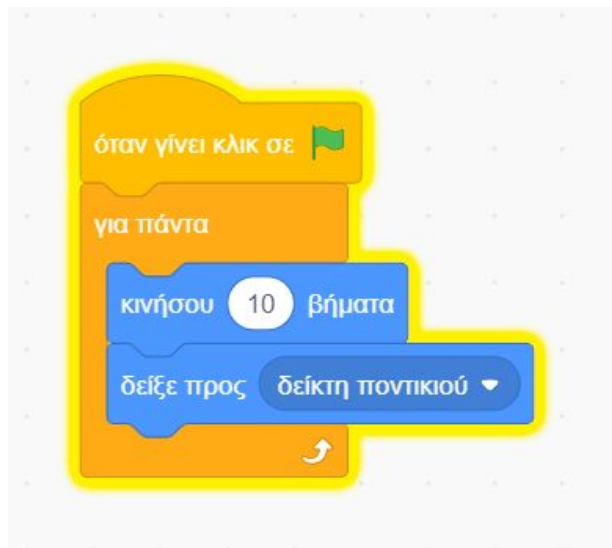 όταν γίνει κλικ σε
για πάντα
κινήσου 10 βήματα
δείξε προς δείκτη ποντικιού